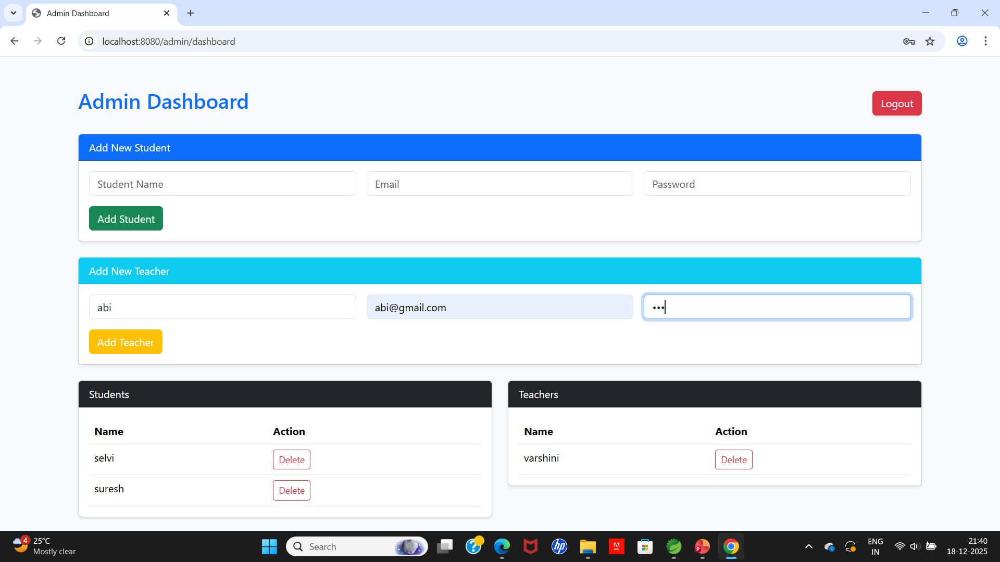 Admin Dashboard
localhost:8080/admin/dashboard
Admin Dashboard
Logout
Add New Student
Student Name Email Password
Add Student
Add New Teacher
abi abi@gmail.com •••
Add Teacher
Students Teachers
Name Action Name Action
selvi Delete varshini Delete
suresh Delete
4 25°C
Mostly clear
Search
ENG
IN
21:40
18-12-2025